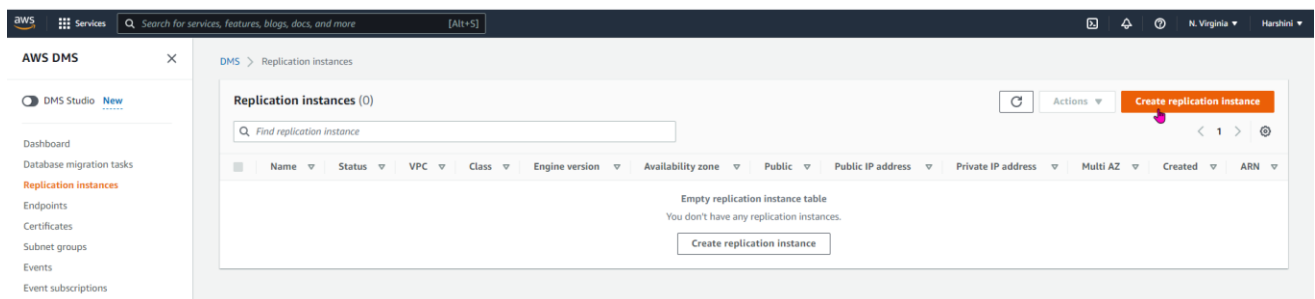 aws Services Search for services, features, blogs, docs, and more [Alt+S] N. Virginia Harshini
AWS DMS
DMS Studio New
Dashboard
Database migration tasks
Replication instances
Endpoints
Certificates
Subnet groups
Events
Event subscriptions
DMS > Replication instances
Replication instances (0) Actions Create replication instance
Find replication instance < 1 >
Name Status VPC Class Engine version Availability zone Public Public IP address Private IP address Multi AZ Created ARN
Empty replication instance table
You don't have any replication instances.
Create replication instance